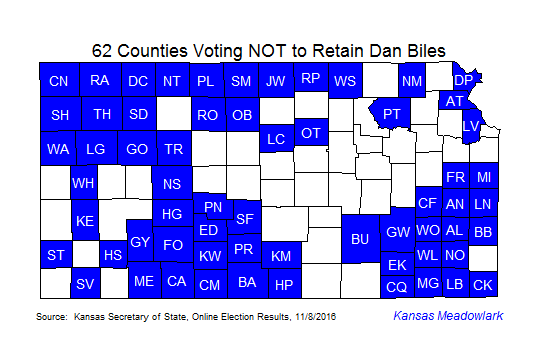 62 Counties Voting NOT to Retain Dan Biles
CN RA DC NT PL SM JW RP WS NM DP
SH TH SD RO OB PT AT
LV
WA LG GO TR LC OT
WH NS FR MI
KE HG PN SF CF AN LN
ED BU GW WO AL BB
ST HS GY FO KW PR KM WL NO
EK
SV ME CA CM BA HP CQ MG LB CK
Source: Kansas Secretary of State, Online Election Results, 11/8/2016
Kansas Meadowlark